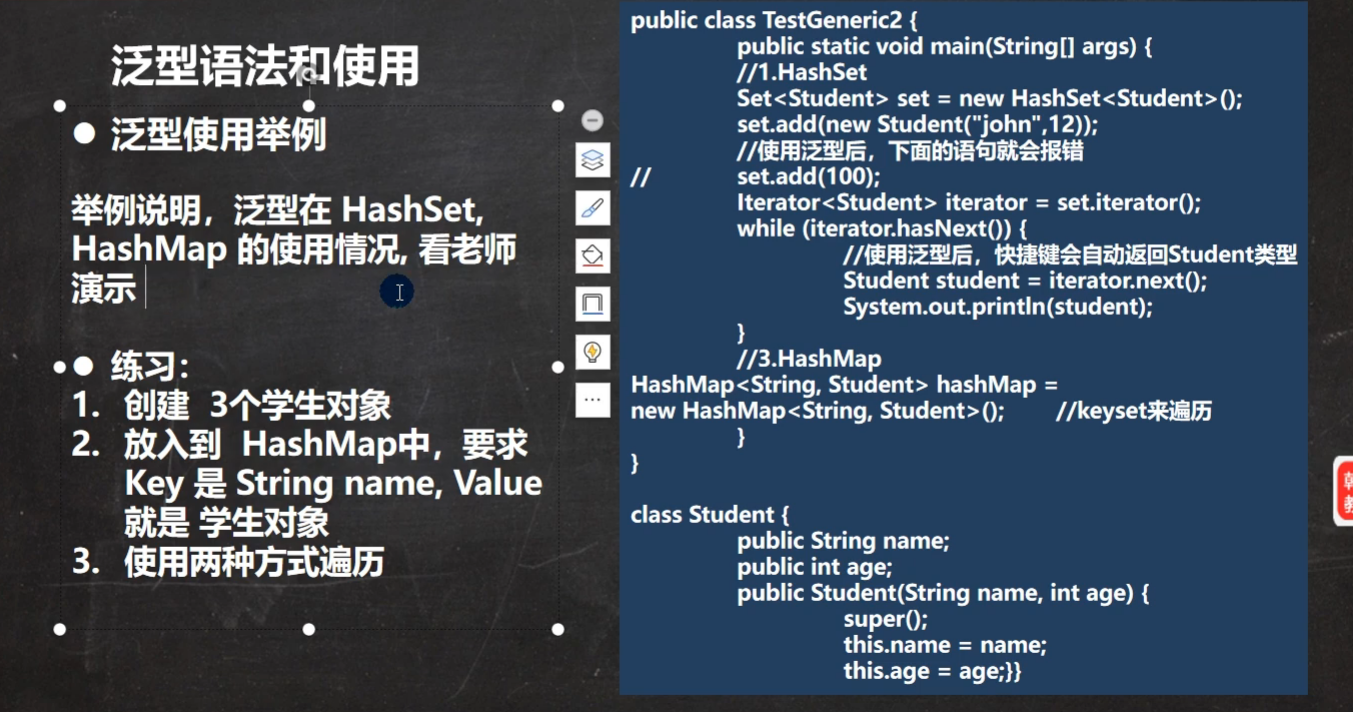 泛型语法和使用
● 泛型使用举例
举例说明，泛型在 HashSet,
HashMap 的使用情况, 看老师
演示
● 练习：
1. 创建 3个学生对象
2. 放入到 HashMap中，要求
Key 是 String name, Value
就是 学生对象
3. 使用两种方式遍历
public class TestGeneric2 {
public static void main(String[] args) {
//1.HashSet
Set<Student> set = new HashSet<Student>();
set.add(new Student("john",12));
//使用泛型后，下面的语句就会报错
// set.add(100);
Iterator<Student> iterator = set.iterator();
while (iterator.hasNext()) {
//使用泛型后，快捷键会自动返回Student类型
Student student = iterator.next();
System.out.println(student);
}
//3.HashMap
HashMap<String, Student> hashMap =
new HashMap<String, Student>(); //keyset来遍历
}
}
class Student {
public String name;
public int age;
public Student(String name, int age) {
super();
this.name = name;
this.age = age;}}